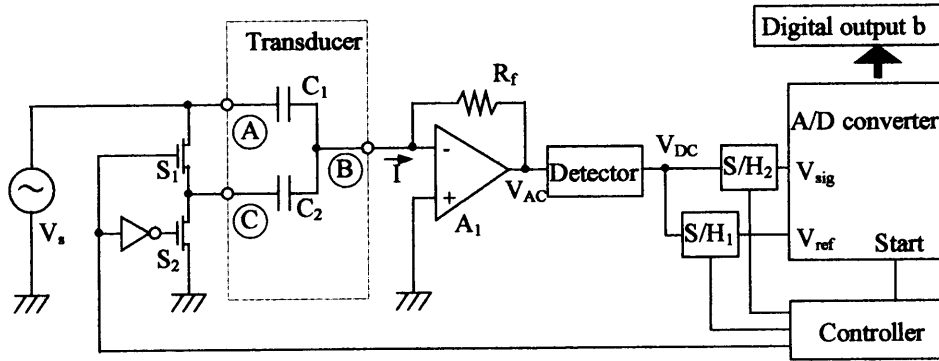 Digital output b
Transducer
C₁
R_f
A/D converter
A
V_DC
S/H₂
V_sig
S₁
B
I
-
+
V_AC
Detector
C
C₂
A₁
S/H₁
V_ref
V_s
S₂
Start
Controller